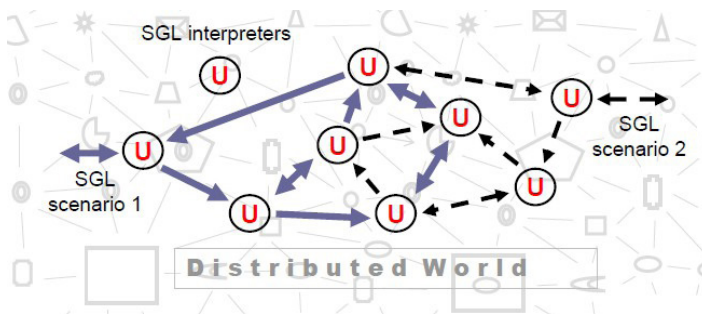 SGL interpreters
U
U
U
U
SGL
scenario 2
U
U
U
SGL
scenario 1
U
U
Distributed World